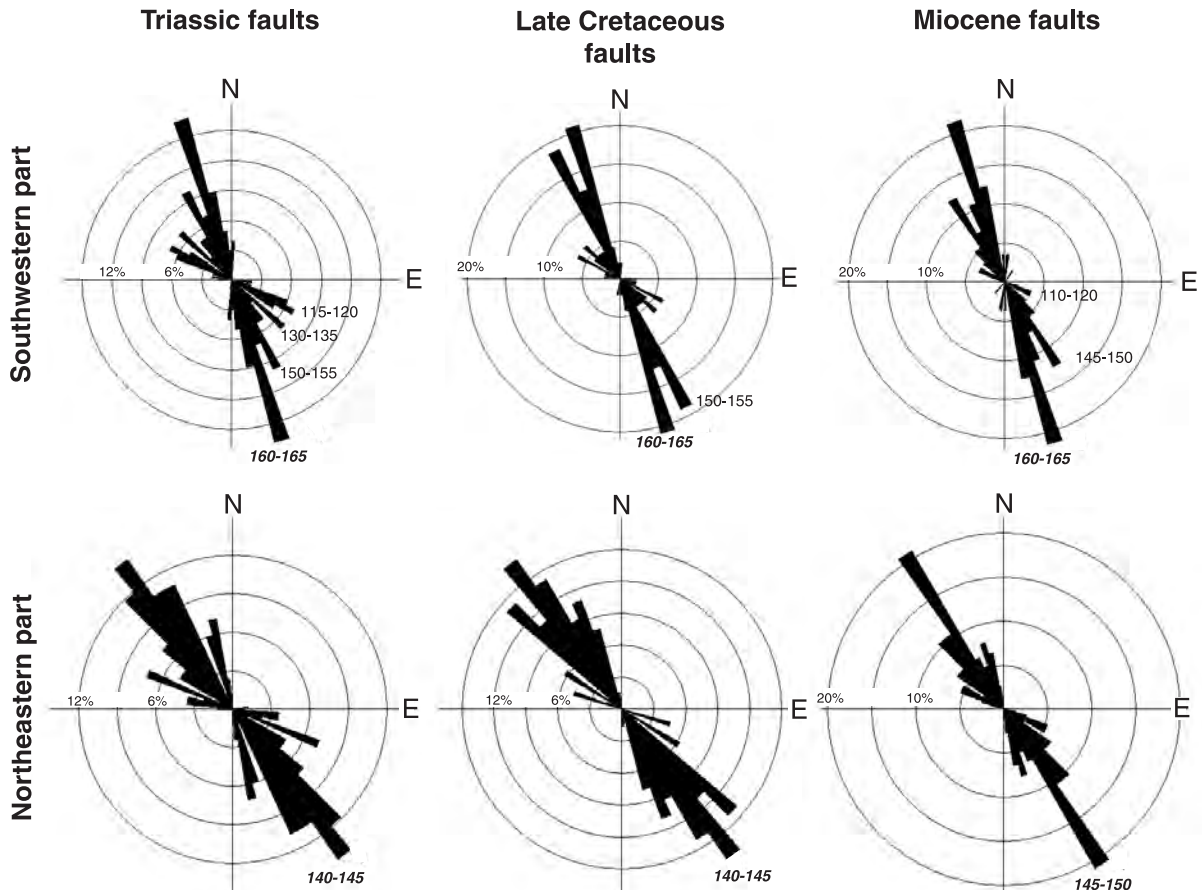 Triassic faults
Late Cretaceous
faults
Miocene faults
Southwestern part
N
E
12%
6%
115-120
130-135
150-155
160-165
N
E
20%
10%
150-155
160-165
N
E
20%
10%
110-120
145-150
160-165
Northeastern part
N
E
12%
6%
140-145
N
E
12%
6%
140-145
N
E
20%
10%
145-150